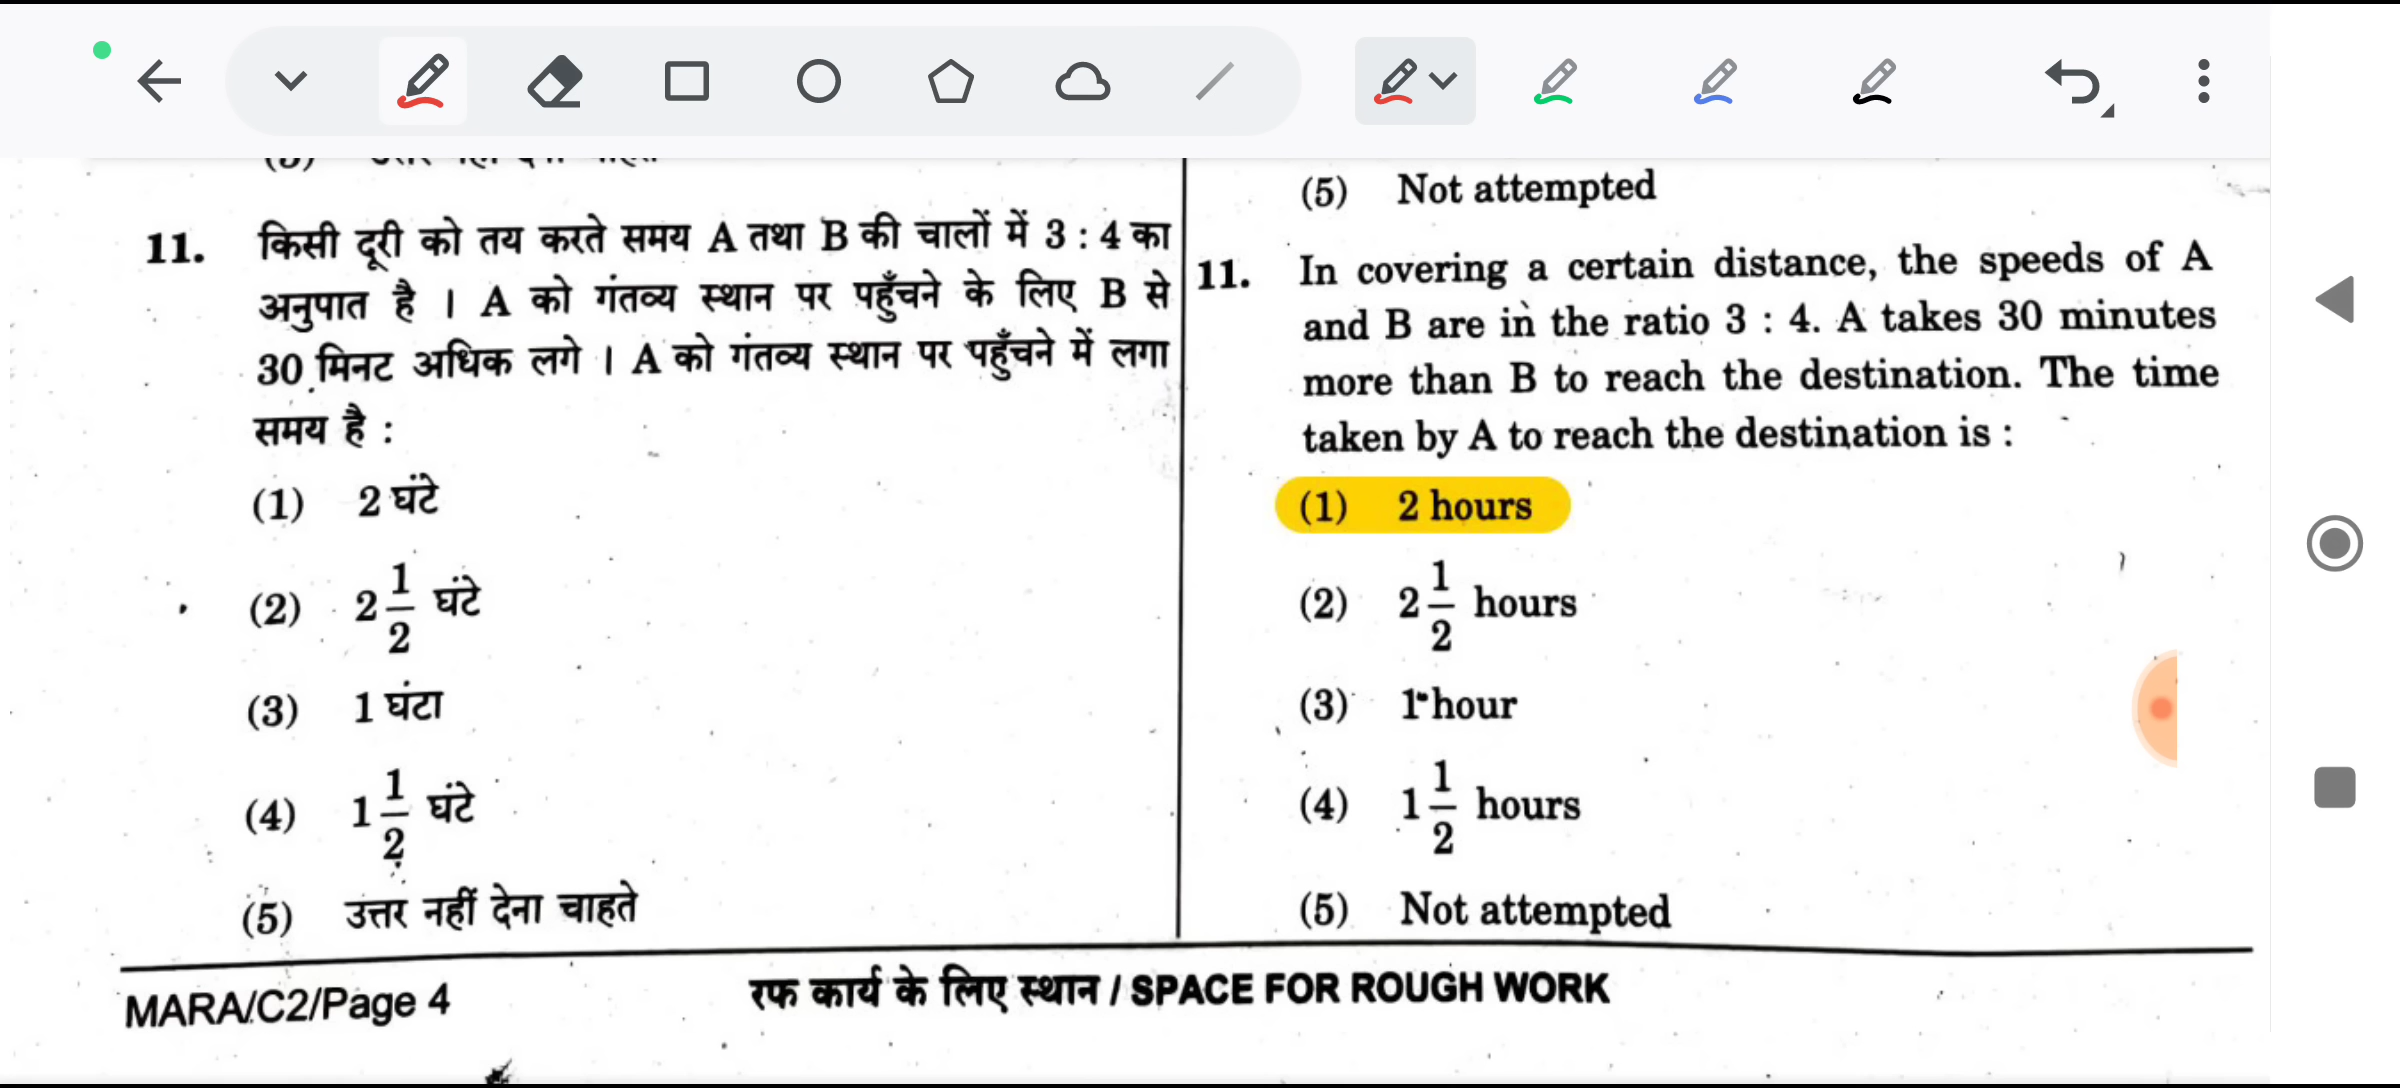 11. किसी दूरी को तय करते समय A तथा B की चालों में 3 : 4 का
अनुपात है । A को गंतव्य स्थान पर पहुँचने के लिए B से
30 मिनट अधिक लगे । A को गंतव्य स्थान पर पहुँचने में लगा
समय है :
(1) 2 घंटे
(2) 2 1/2 घंटे
(3) 1 घंटा
(4) 1 1/2 घंटे
(5) उत्तर नहीं देना चाहते
(5) Not attempted
11. In covering a certain distance, the speeds of A
and B are in the ratio 3 : 4. A takes 30 minutes
more than B to reach the destination. The time
taken by A to reach the destination is :
(1) 2 hours
(2) 2 1/2 hours
(3) 1 hour
(4) 1 1/2 hours
(5) Not attempted
MARA/C2/Page 4
रफ कार्य के लिए स्थान / SPACE FOR ROUGH WORK